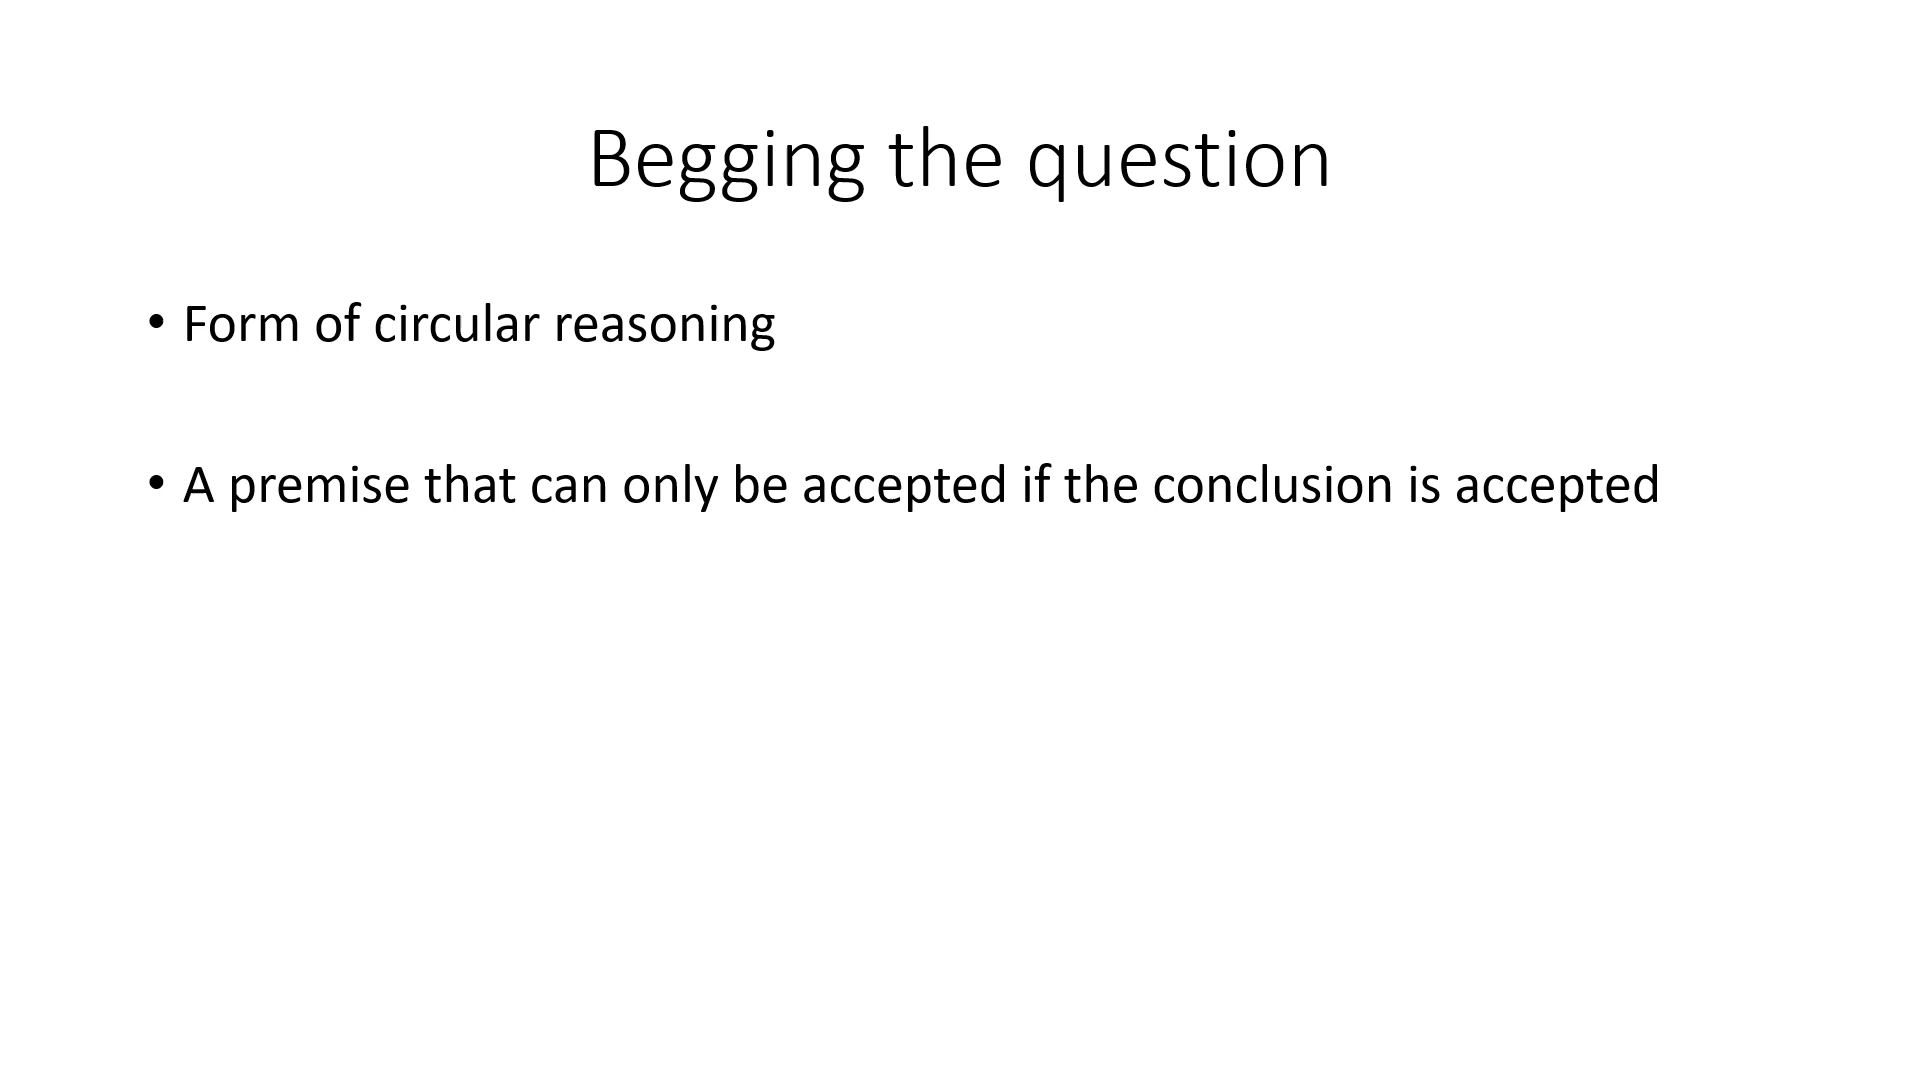 Begging the question
• Form of circular reasoning
• A premise that can only be accepted if the conclusion is accepted